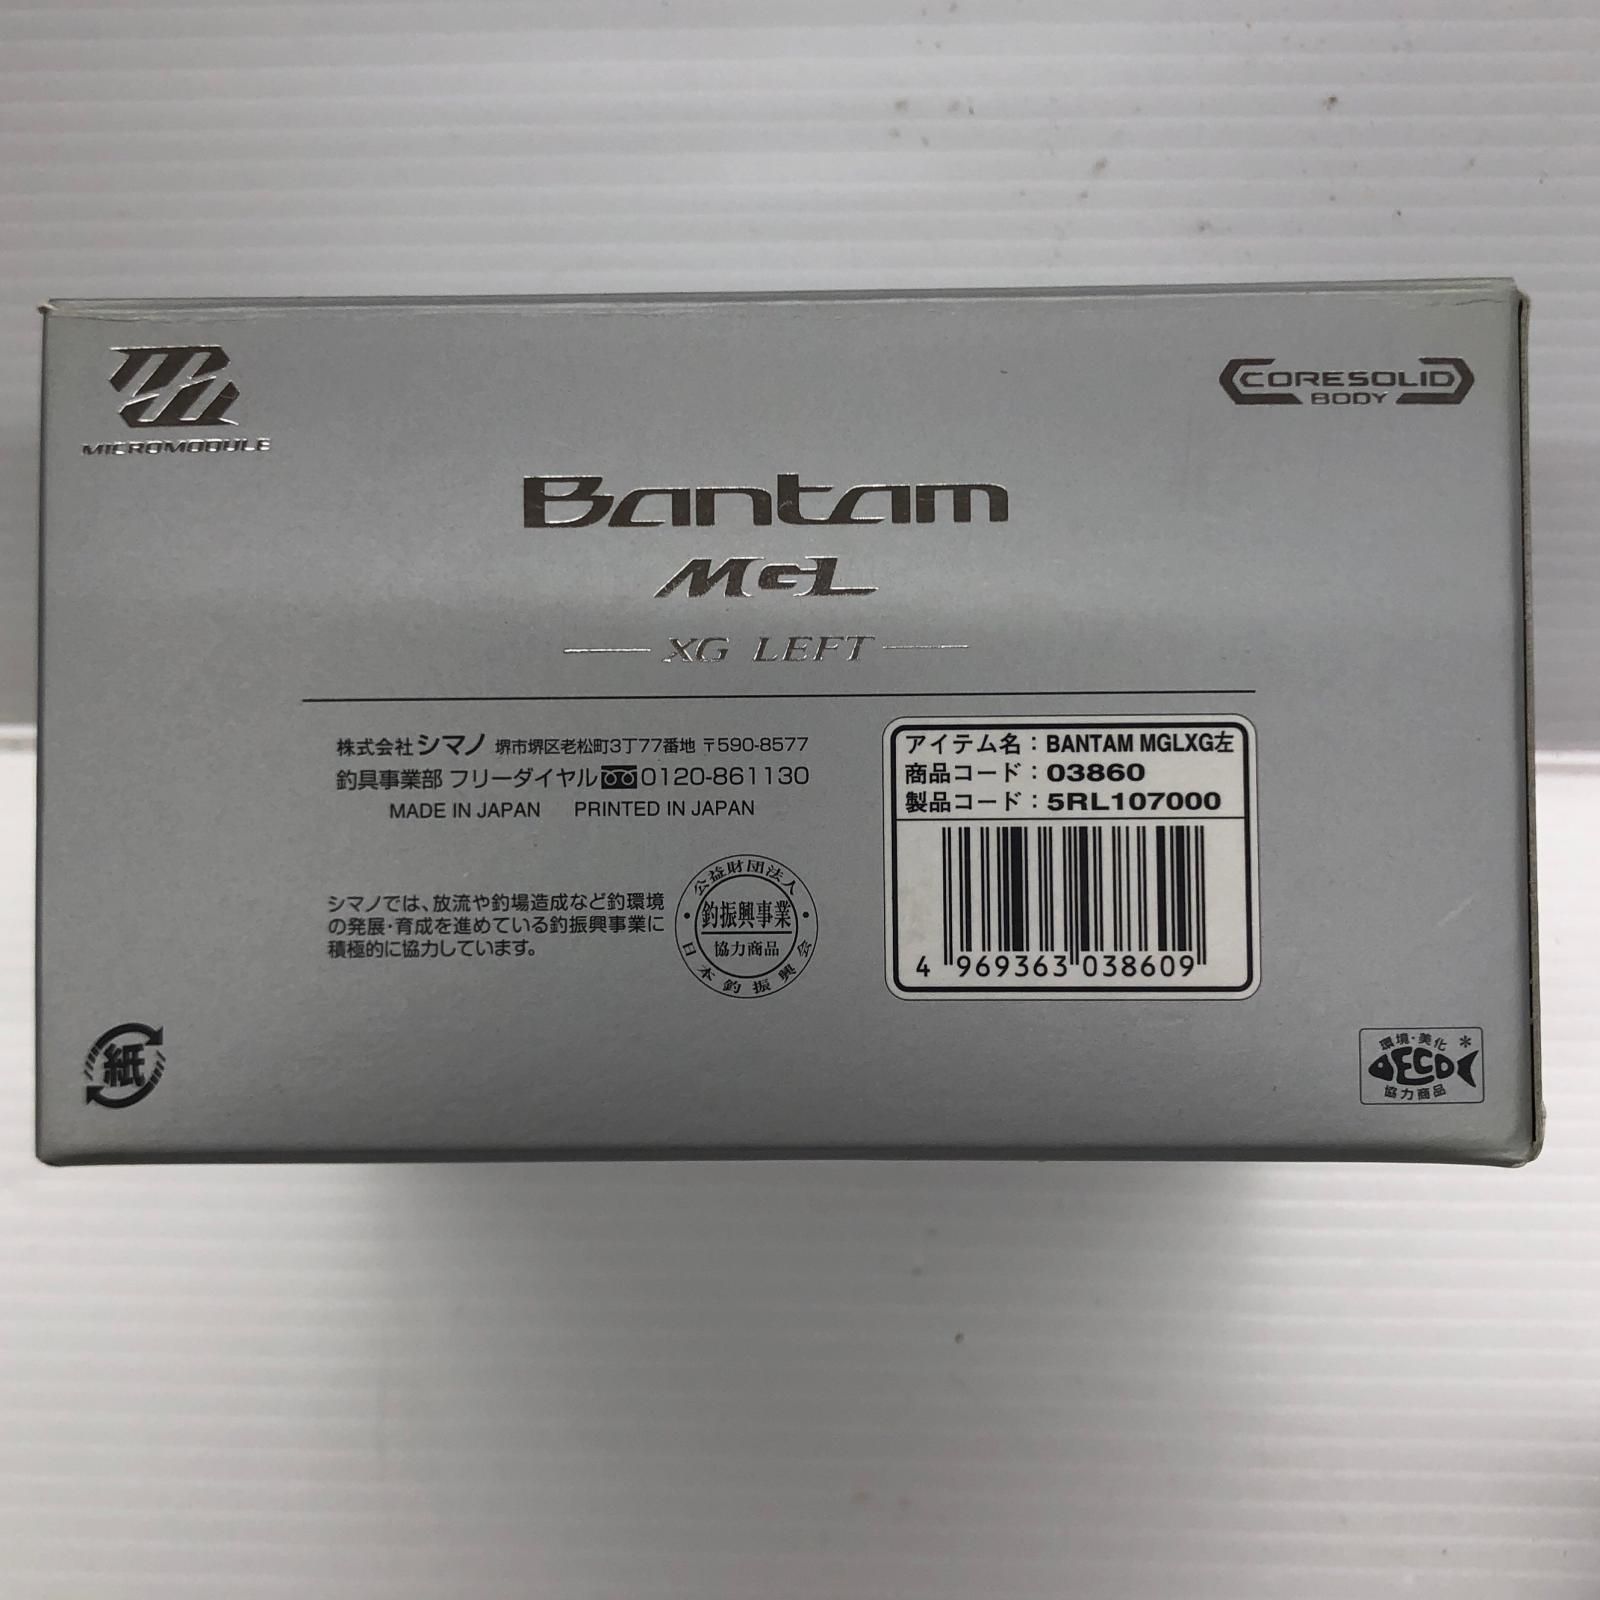 MICROMODULE
CORESOLID
BODY
Bantam
MGL
XG LEFT
株式会社シマノ 堺市堺区老松町3丁77番地 〒590-8577
釣具事業部 フリーダイヤル 0120-861130
MADE IN JAPAN PRINTED IN JAPAN
アイテム名:BANTAM MGLXG左
商品コード:03860
製品コード:5RL107000
4 969363 038609
シマノでは、放流や釣場造成など釣環境
の発展・育成を進めている釣振興事業に
積極的に協力しています。
公益財団法人
釣振興事業
協力商品
日本釣振興会
紙
環境・美化
ECO
協力商品